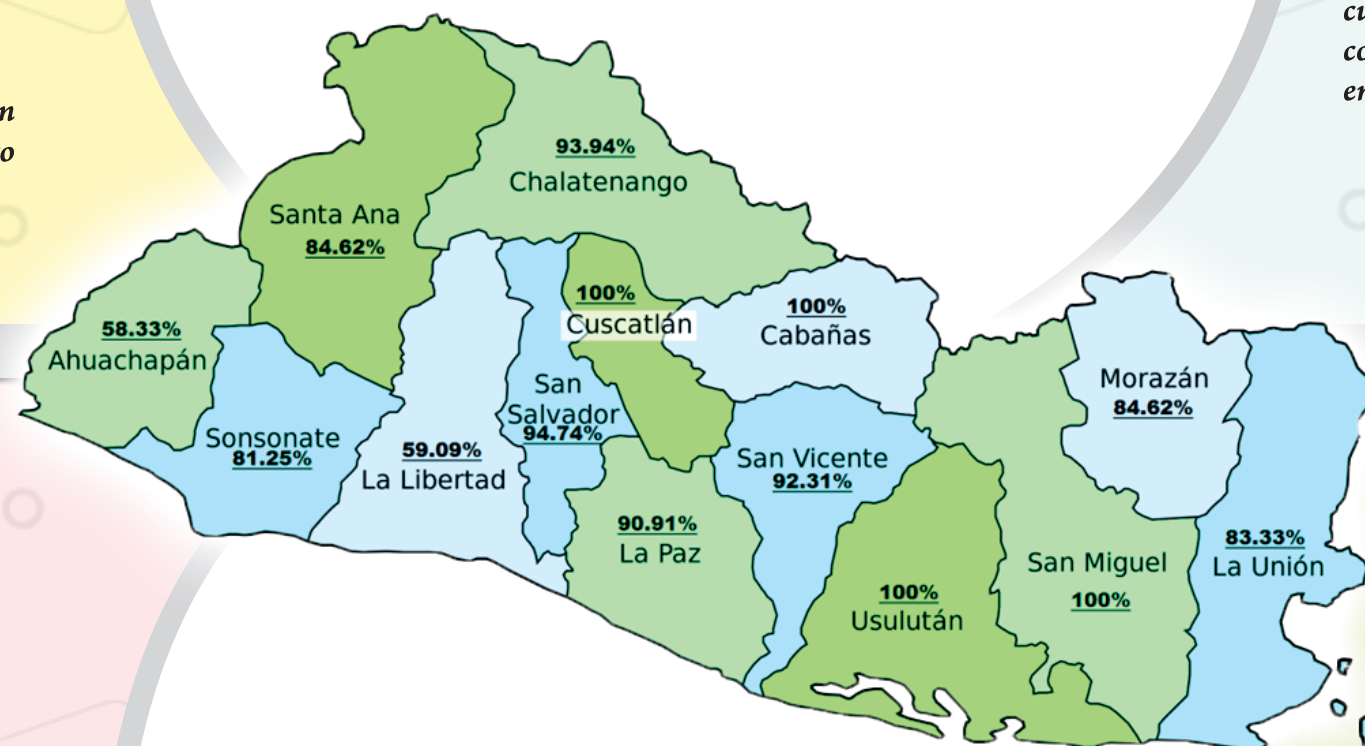 93.94%
Chalatenango
Santa Ana
84.62%
58.33%
Ahuachapán
Sonsonate
81.25%
59.09%
La Libertad
San
Salvador
94.74%
100%
Cuscatlán
100%
Cabañas
San Vicente
92.31%
90.91%
La Paz
100%
Usulután
San Miguel
100%
Morazán
84.62%
83.33%
La Unión